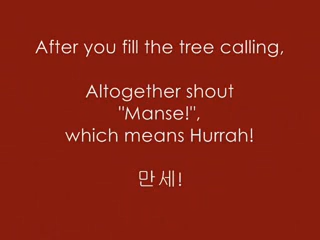 After you fill the tree calling,
Altogether shout
"Manse!",
which means Hurrah!
만세!